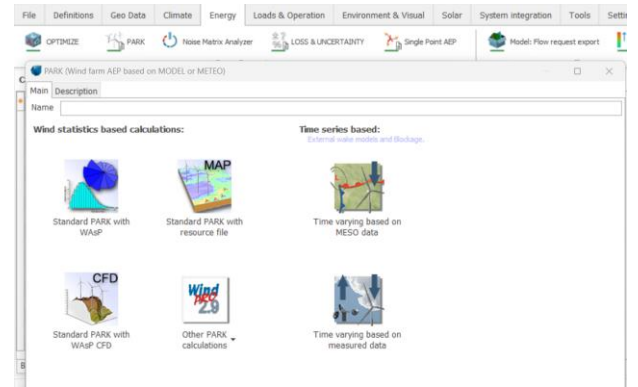 File Definitions Geo Data Climate Energy Loads & Operation Environment & Visual Solar System integration Tools
OPTIMIZE PARK Noise Matrix Analyzer LOSS & UNCERTAINTY Single Point AEP Model: Flow request export
PARK (Wind farm AEP based on MODEL or METEO)
Main Description
Name
Wind statistics based calculations: Time series based:
External wake models and Blockage.
MAP
Standard PARK with WAsP
Standard PARK with resource file
Time varying based on MESO data
CFD
Wind
PRO
2.9
Standard PARK with WAsP CFD
Other PARK calculations
Time varying based on measured data